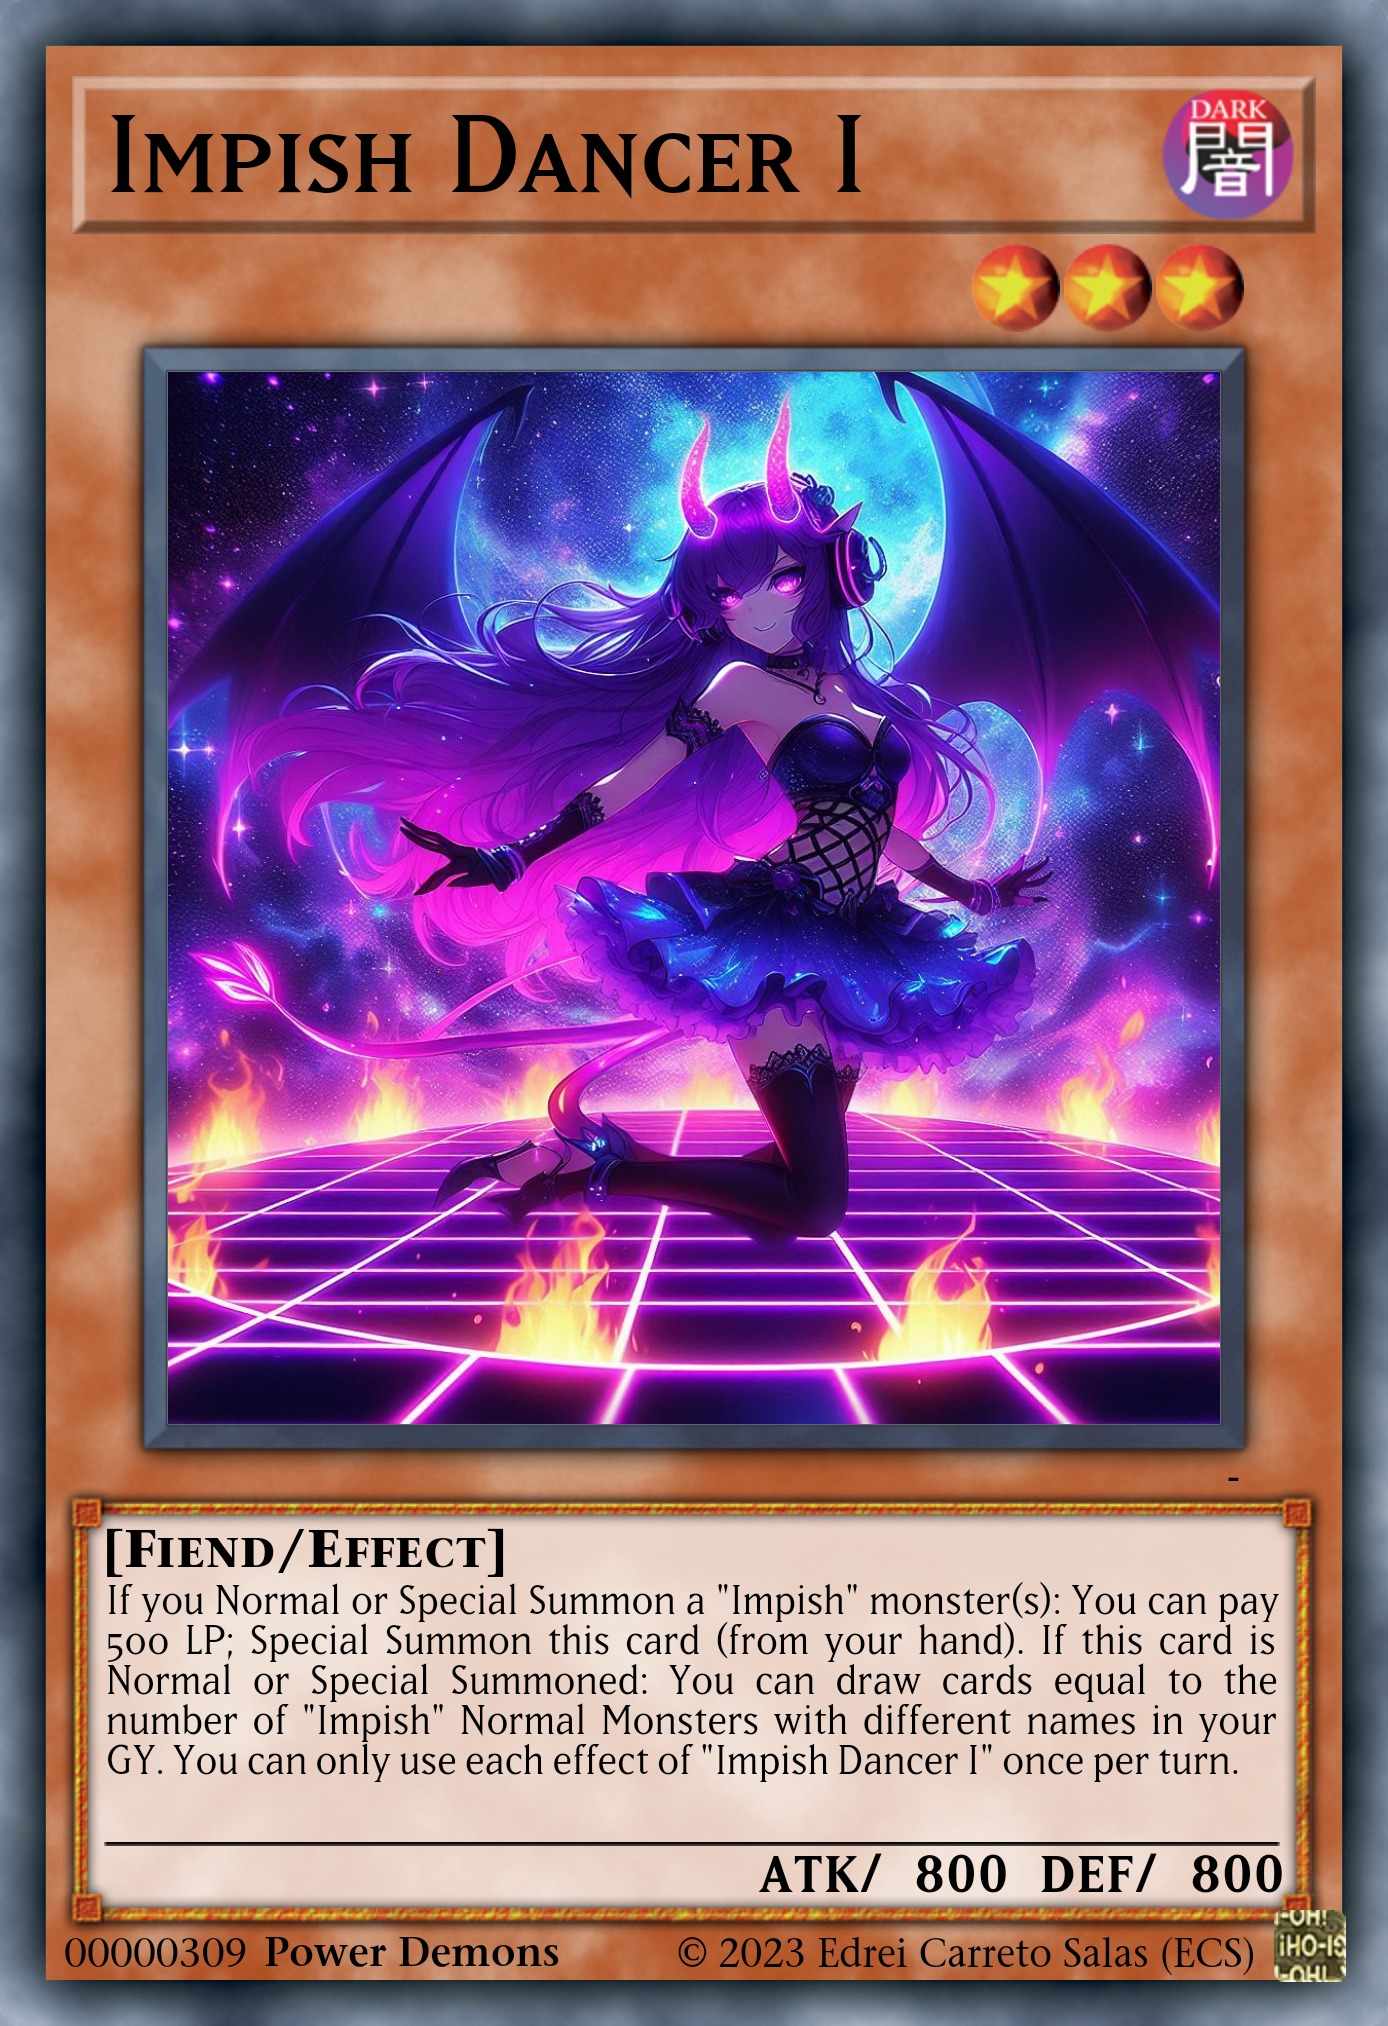 Impish Dancer I
DARK
闇
-
[Fiend/Effect]
If you Normal or Special Summon a "Impish" monster(s): You can pay
500 LP; Special Summon this card (from your hand). If this card is
Normal or Special Summoned: You can draw cards equal to the
number of "Impish" Normal Monsters with different names in your
GY. You can only use each effect of "Impish Dancer I" once per turn.
ATK/ 800 DEF/ 800
00000309 Power Demons
© 2023 Edrei Carreto Salas (ECS)